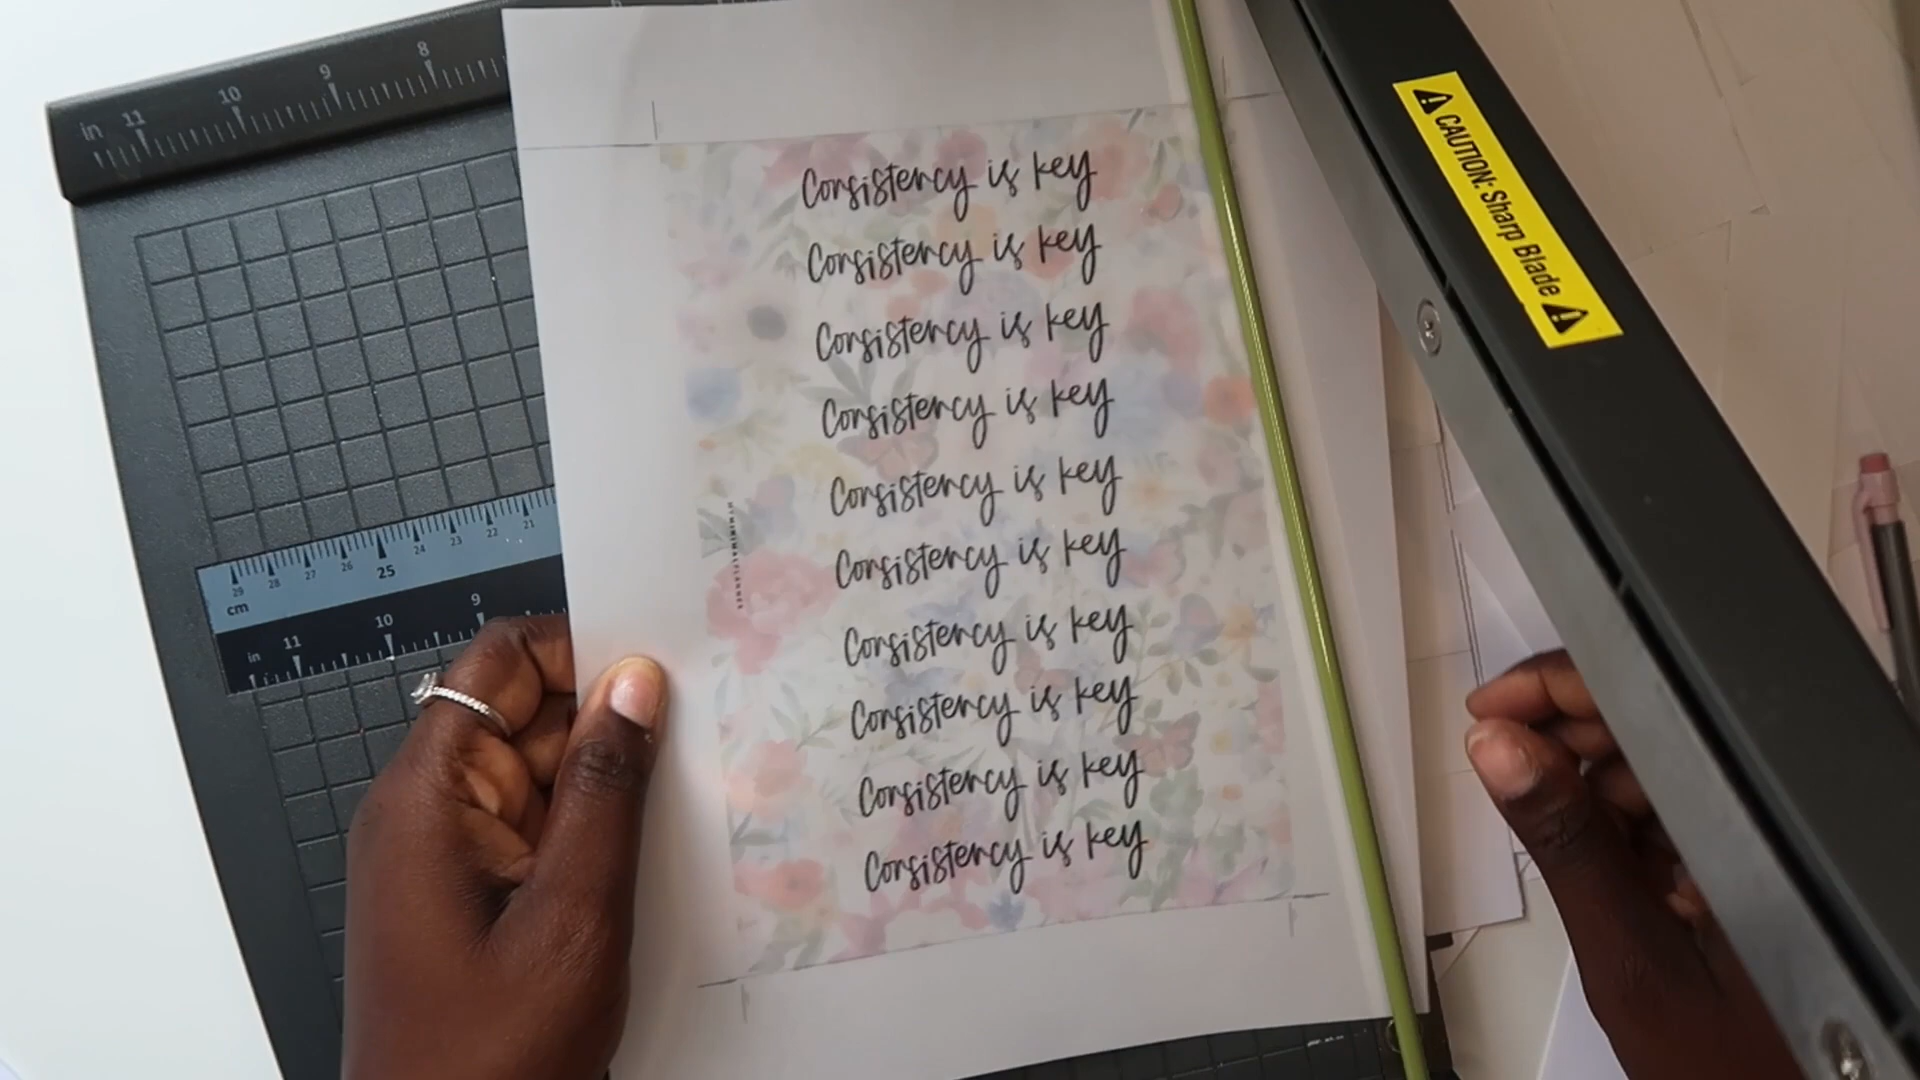 8
9
10
in 11
CAUTION: Sharp Blade
Consistency is key
Consistency is key
Consistency is key
Consistency is key
Consistency is key
Consistency is key
Consistency is key
Consistency is key
Consistency is key
Consistency is key
29 28 27 26 25 24 23 22 21
cm
in 11 10 9